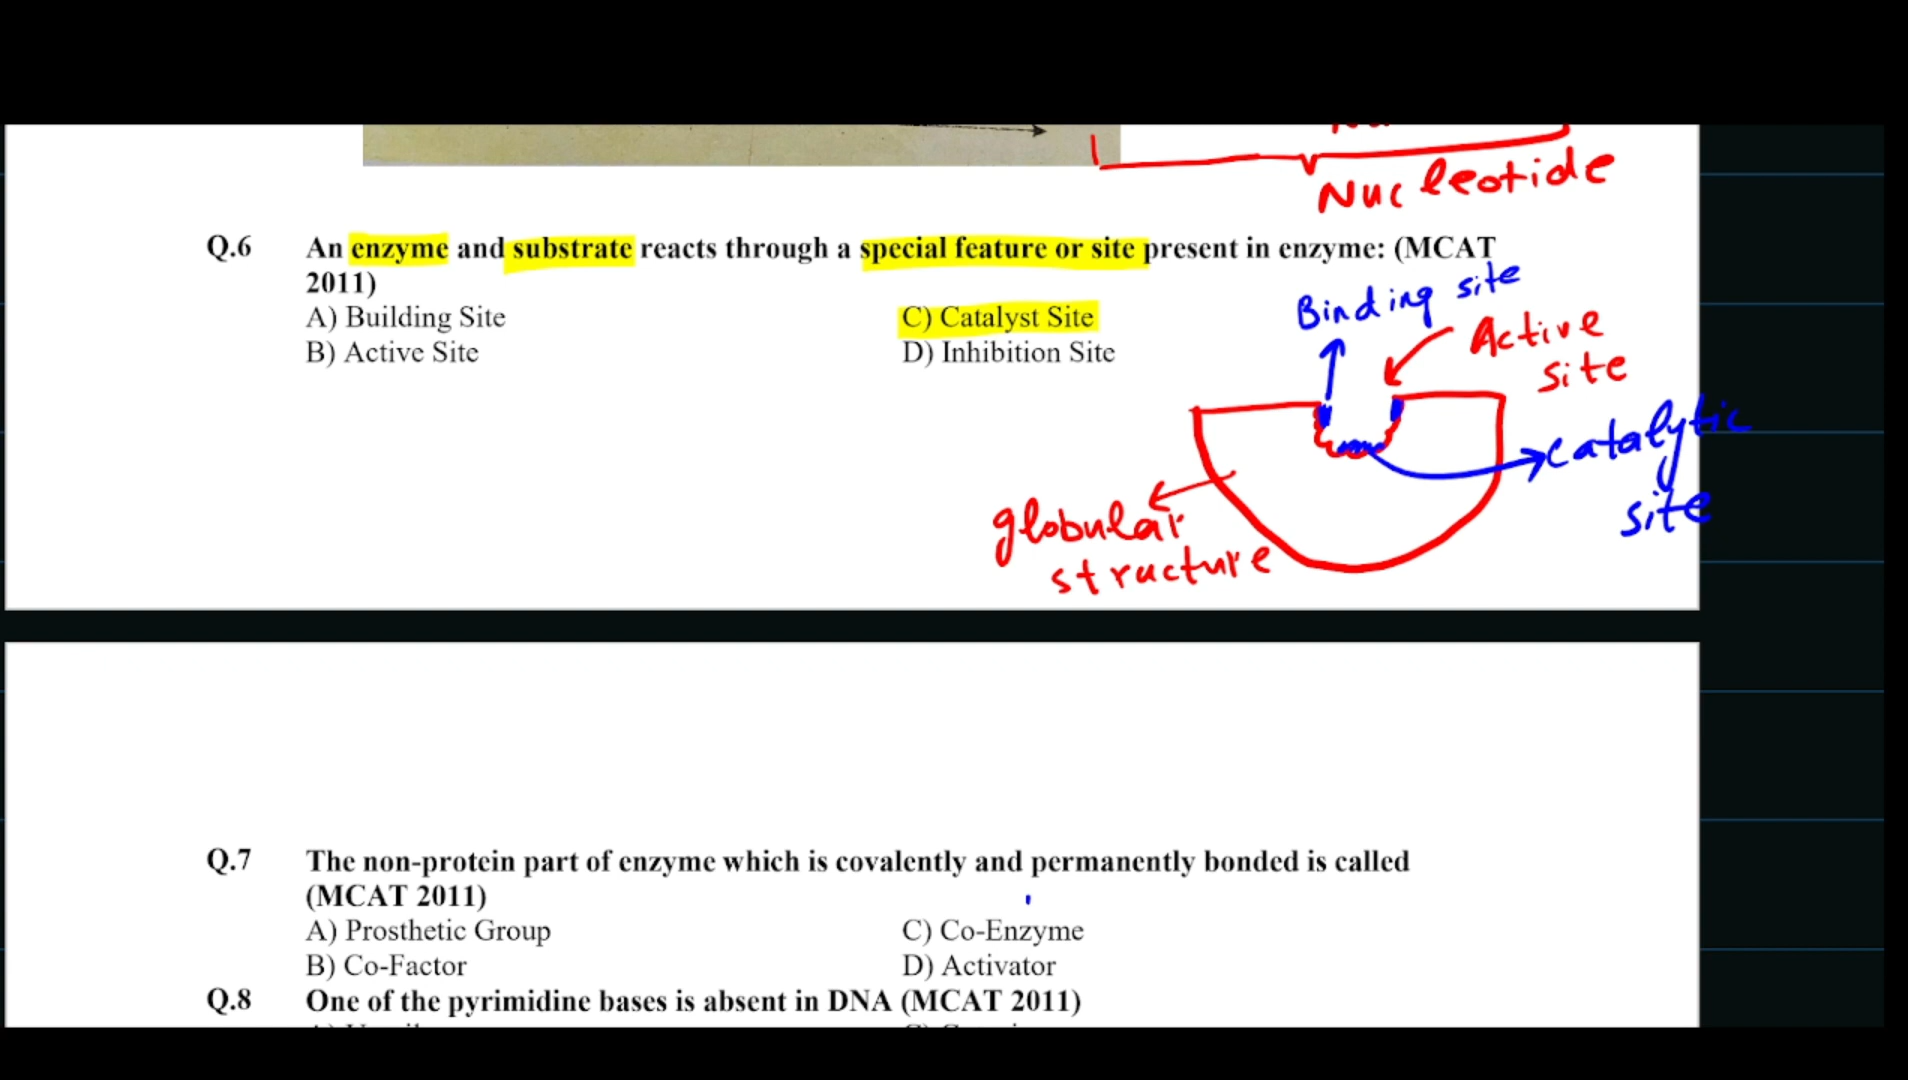 Nucleotide
Q.6 An enzyme and substrate reacts through a special feature or site present in enzyme: (MCAT
2011)
A) Building Site C) Catalyst Site
B) Active Site D) Inhibition Site
Binding site
Active
site
catalytic
site
globular
structure
Q.7 The non-protein part of enzyme which is covalently and permanently bonded is called
(MCAT 2011)
A) Prosthetic Group C) Co-Enzyme
B) Co-Factor D) Activator
Q.8 One of the pyrimidine bases is absent in DNA (MCAT 2011)